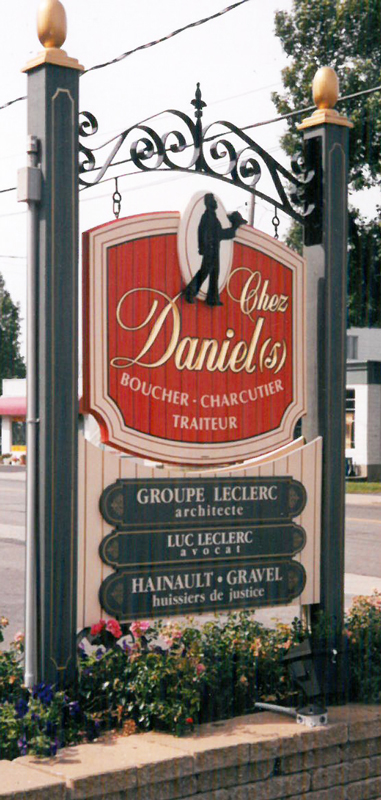 Chez
Daniel(s)
BOUCHER - CHARCUTIER
TRAITEUR
GROUPE LECLERC
architecte
LUC LECLERC
avocat
HAINAULT • GRAVEL
huissiers de justice